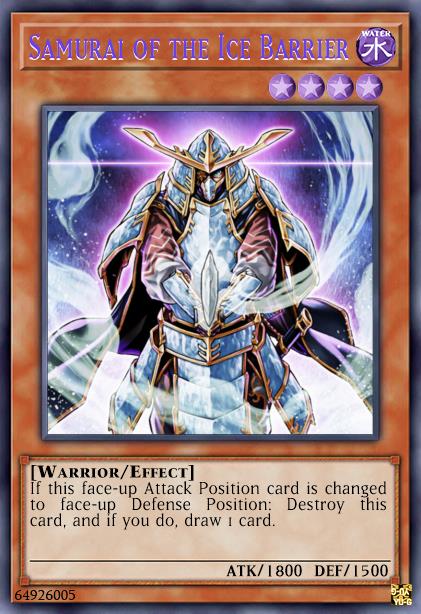 Samurai of the Ice Barrier
WATER
水
[Warrior/Effect]
If this face-up Attack Position card is changed
to face-up Defense Position: Destroy this
card, and if you do, draw 1 card.
ATK/1800 DEF/1500
64926005